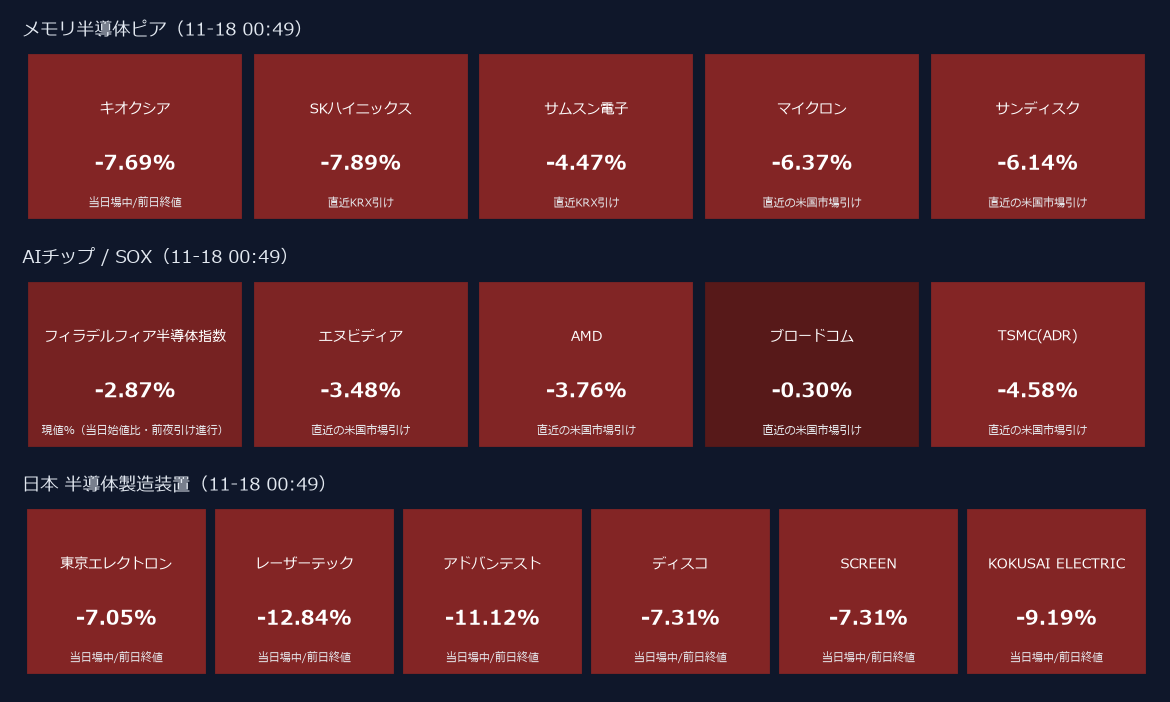 メモリ半導体ピア（11-18 00:49）
キオクシア
-7.69%
当日場中/前日終値
SKハイニックス
-7.89%
直近KRX引け
サムスン電子
-4.47%
直近KRX引け
マイクロン
-6.37%
直近の米国市場引け
サンディスク
-6.14%
直近の米国市場引け
AIチップ / SOX（11-18 00:49）
フィラデルフィア半導体指数
-2.87%
現値%（当日始値比・前夜引け進行）
エヌビディア
-3.48%
直近の米国市場引け
AMD
-3.76%
直近の米国市場引け
ブロードコム
-0.30%
直近の米国市場引け
TSMC(ADR)
-4.58%
直近の米国市場引け
日本 半導体製造装置（11-18 00:49）
東京エレクトロン
-7.05%
当日場中/前日終値
レーザーテック
-12.84%
当日場中/前日終値
アドバンテスト
-11.12%
当日場中/前日終値
ディスコ
-7.31%
当日場中/前日終値
SCREEN
-7.31%
当日場中/前日終値
KOKUSAI ELECTRIC
-9.19%
当日場中/前日終値